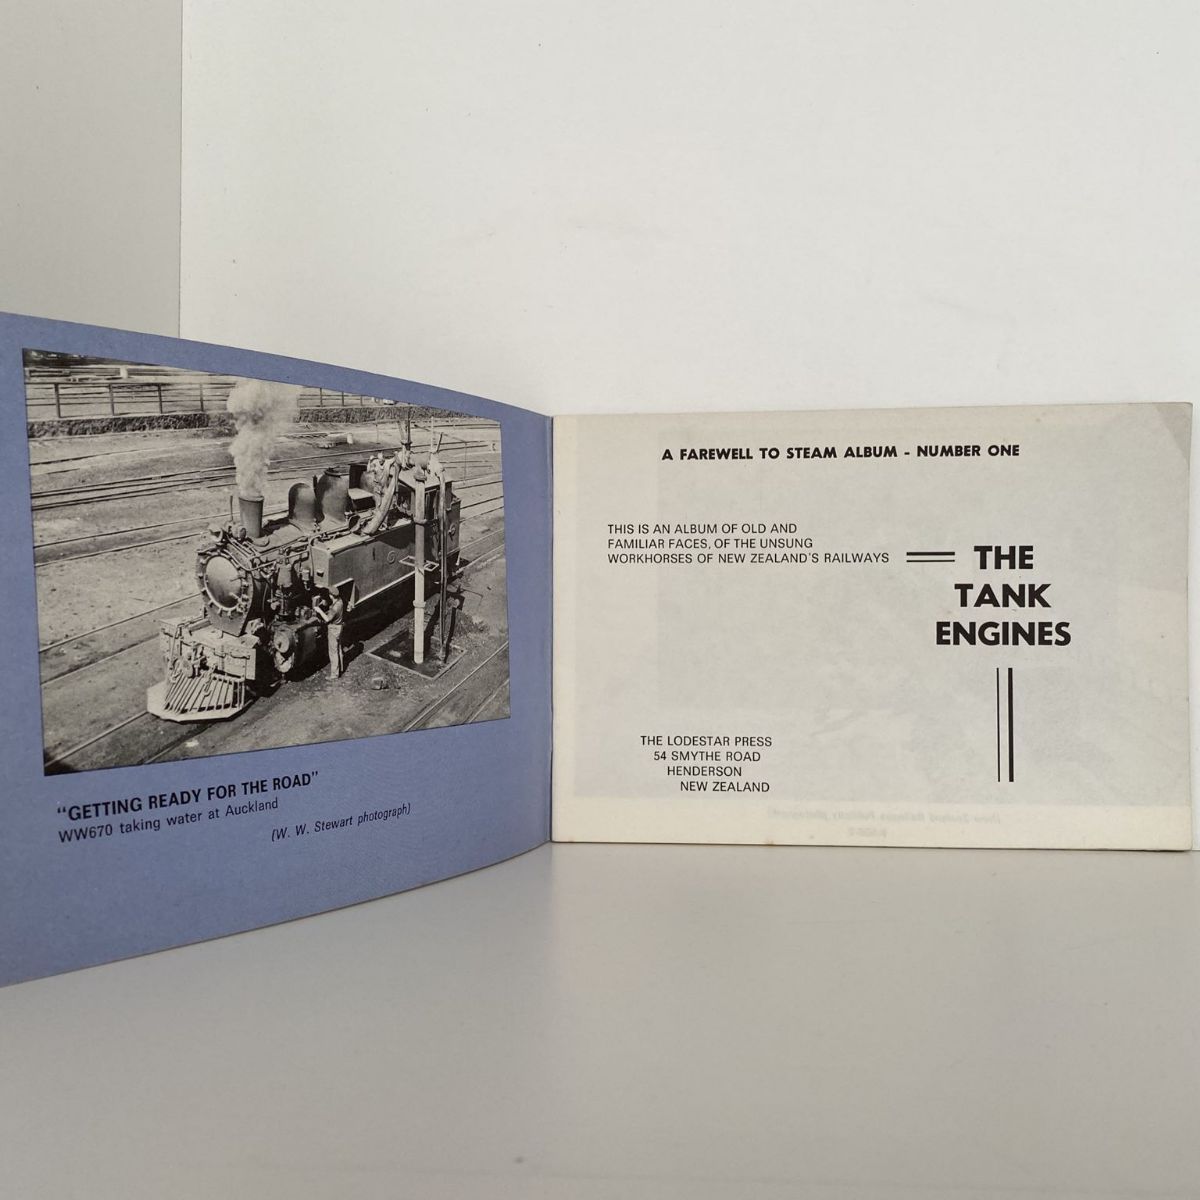 "GETTING READY FOR THE ROAD"
WW670 taking water at Auckland
(W. W. Stewart photograph)
A FAREWELL TO STEAM ALBUM - NUMBER ONE
THIS IS AN ALBUM OF OLD AND
FAMILIAR FACES, OF THE UNSUNG
WORKHORSES OF NEW ZEALAND'S RAILWAYS
THE
TANK
ENGINES
THE LODESTAR PRESS
54 SMYTHE ROAD
HENDERSON
NEW ZEALAND